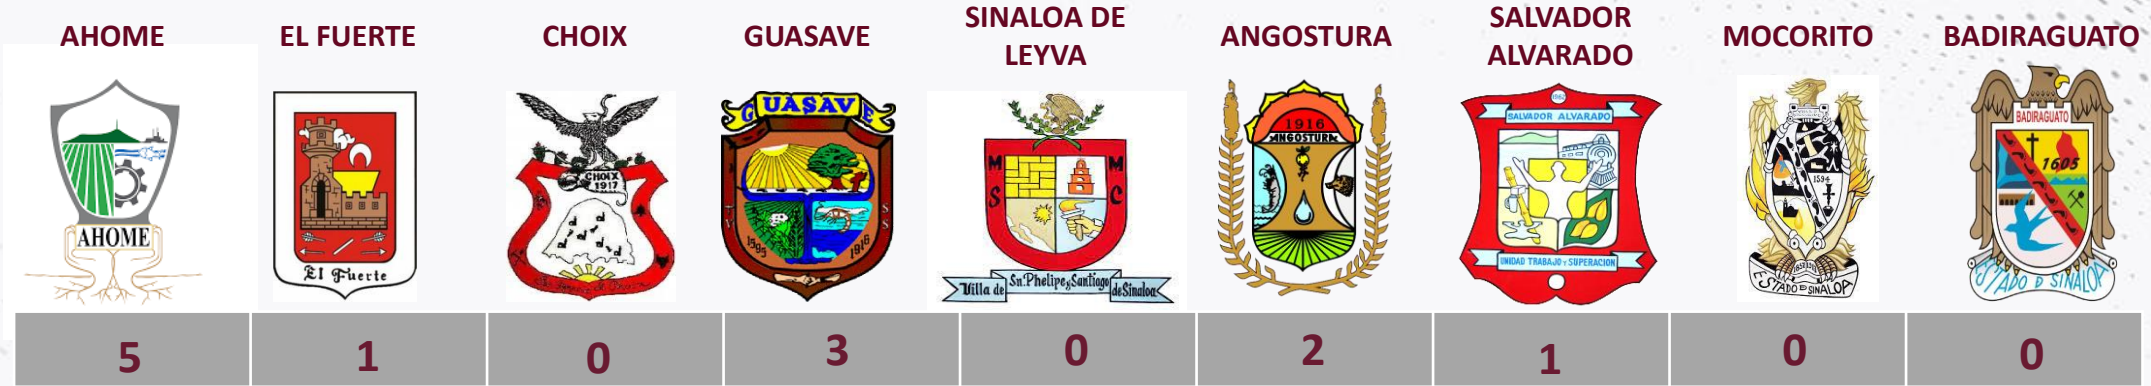 AHOME
EL FUERTE
CHOIX
GUASAVE
SINALOA DE
LEYVA
ANGOSTURA
SALVADOR
ALVARADO
MOCORITO
BADIRAGUATO
AHOME
El Fuerte
CHOIX
1917
GUASAVE
1595
1916
M M
S C
Villa de Sn. Phelipe y Santiago de Sinaloa
1916
ANGOSTURA
1962
SALVADOR ALVARADO
UNIDAD TRABAJO Y SUPERACION
1594
ESTADO D SINALOA
BADIRAGUATO
1605
ESTADO D SINALOA
5
1
0
3
0
2
1
0
0